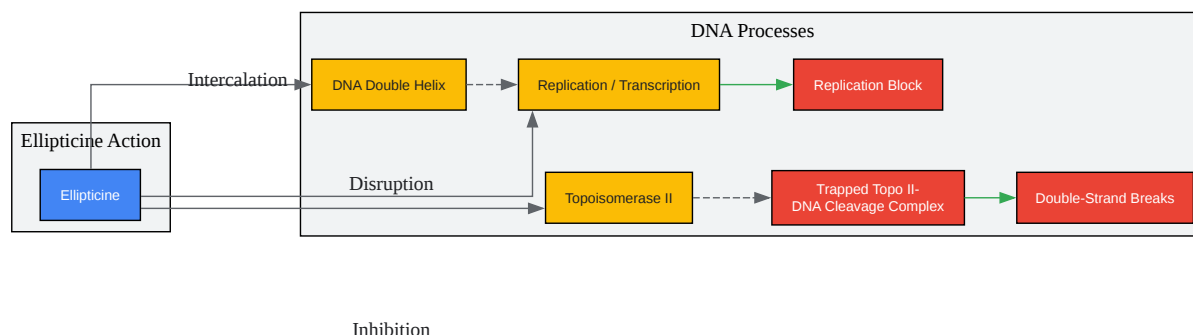 DNA Processes
Intercalation
DNA Double Helix
Replication / Transcription
Replication Block
Ellipticine Action
Ellipticine
Disruption
Topoisomerase II
Trapped Topo II-
DNA Cleavage Complex
Double-Strand Breaks
Inhibition